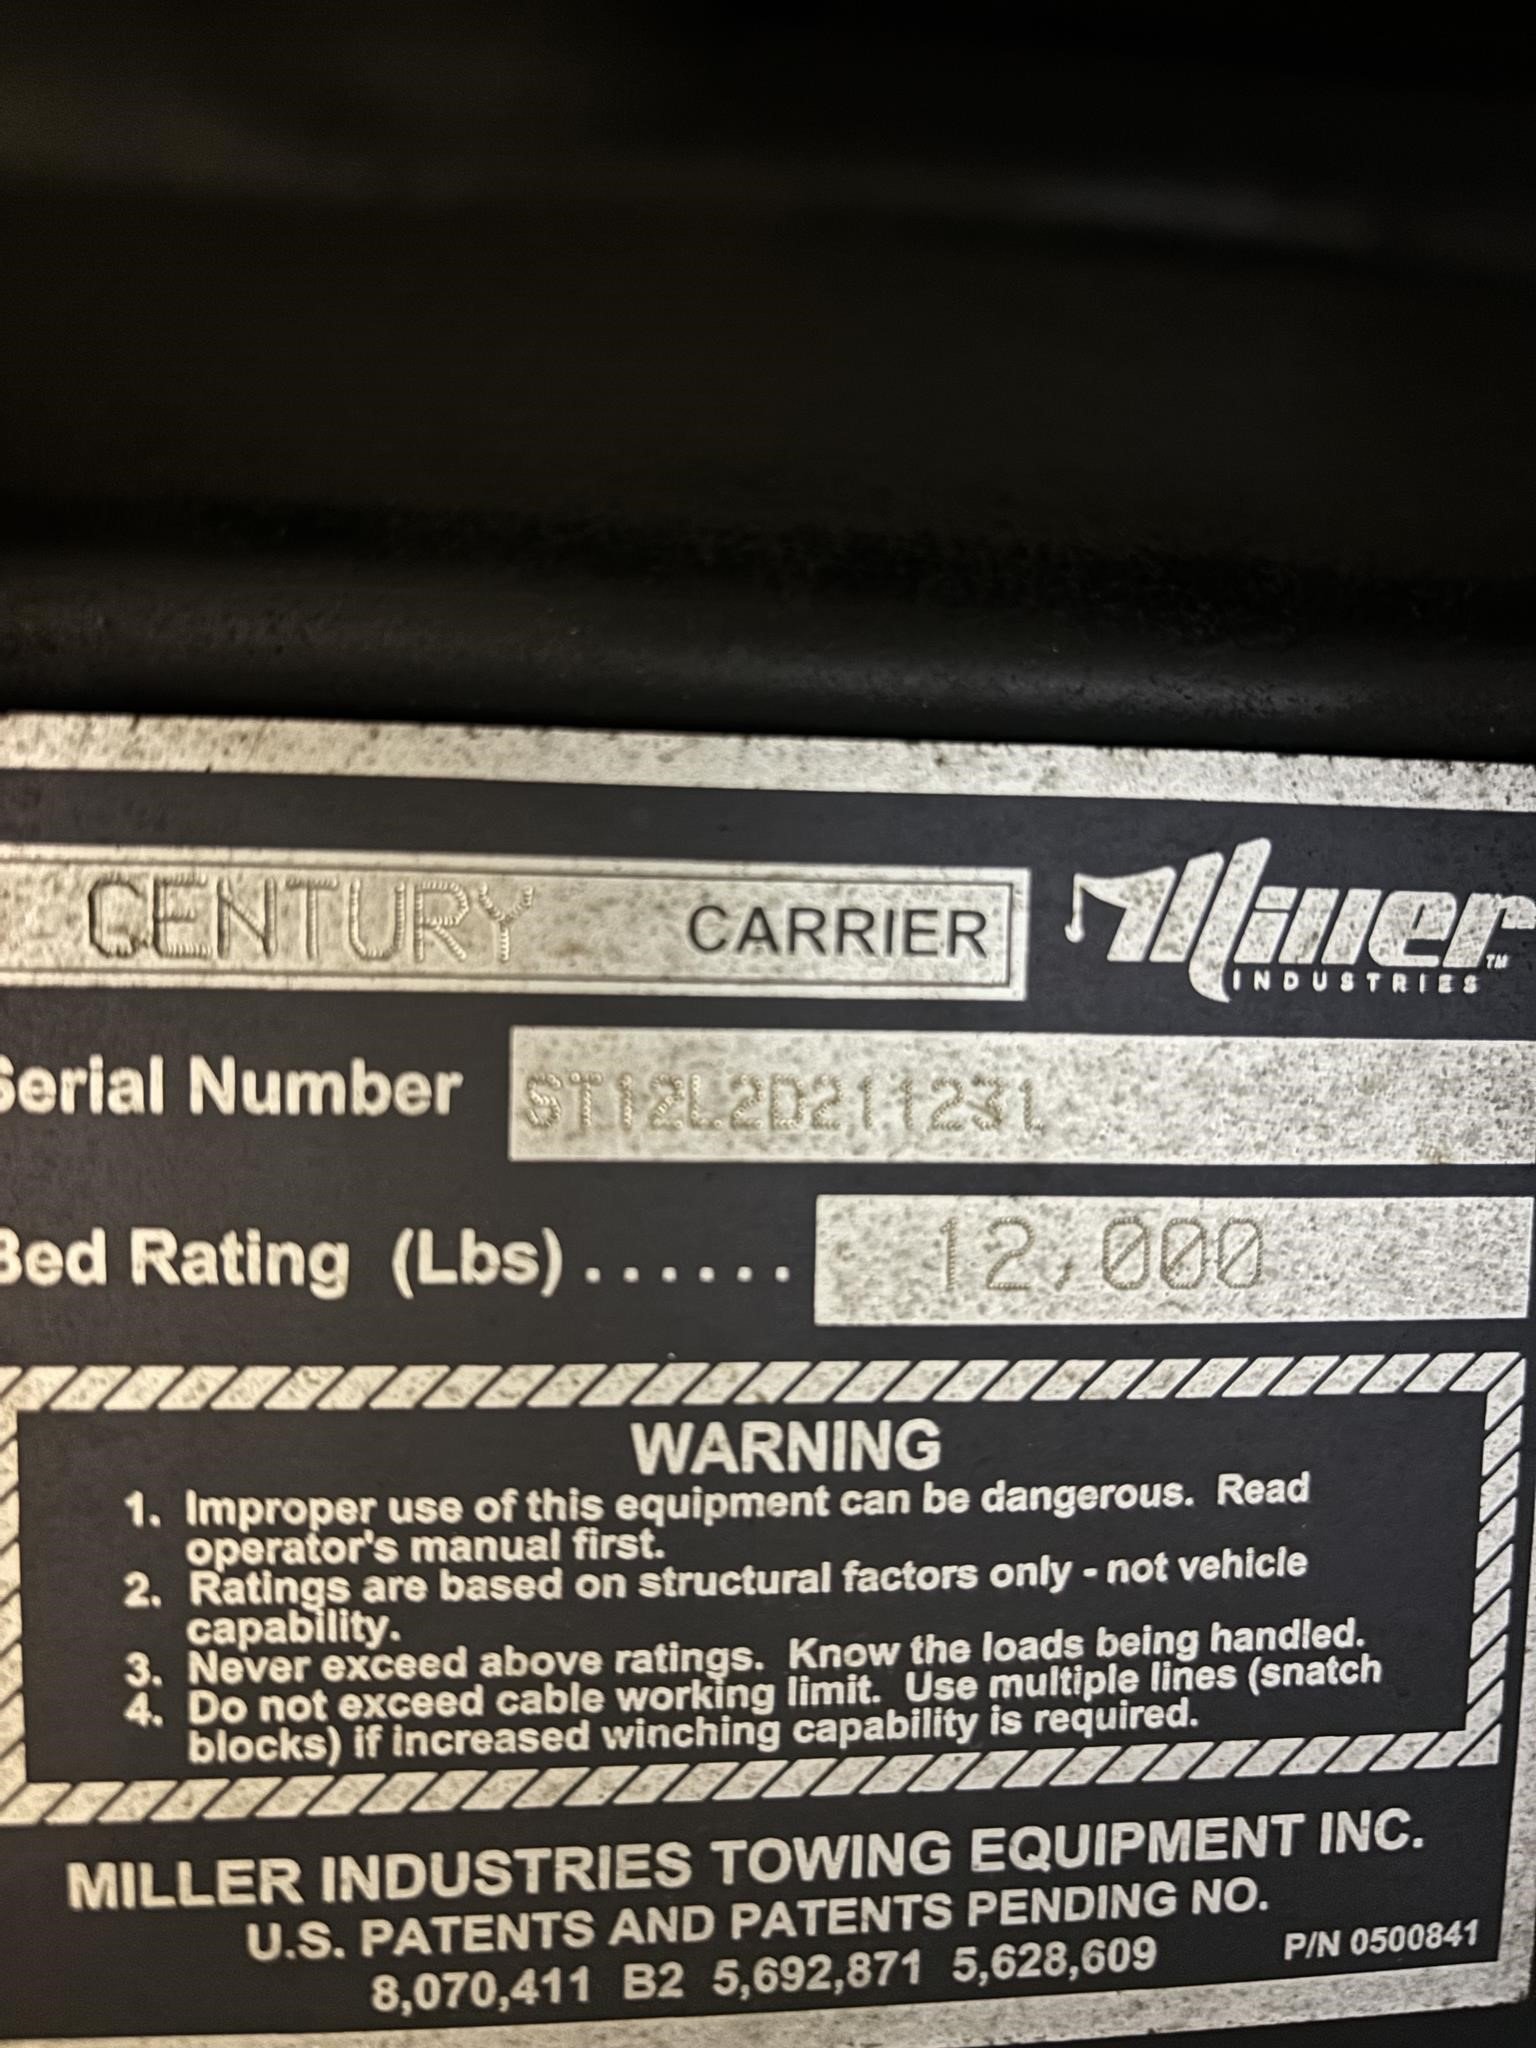 CENTURY CARRIER
Miller™
INDUSTRIES
Serial Number ST12L2D211231
Bed Rating (Lbs)...... 12,000
WARNING
1. Improper use of this equipment can be dangerous. Read
operator's manual first.
2. Ratings are based on structural factors only - not vehicle
capability.
3. Never exceed above ratings. Know the loads being handled.
4. Do not exceed cable working limit. Use multiple lines (snatch
blocks) if increased winching capability is required.
MILLER INDUSTRIES TOWING EQUIPMENT INC.
U.S. PATENTS AND PATENTS PENDING NO.
8,070,411 B2 5,692,871 5,628,609
P/N 0500841